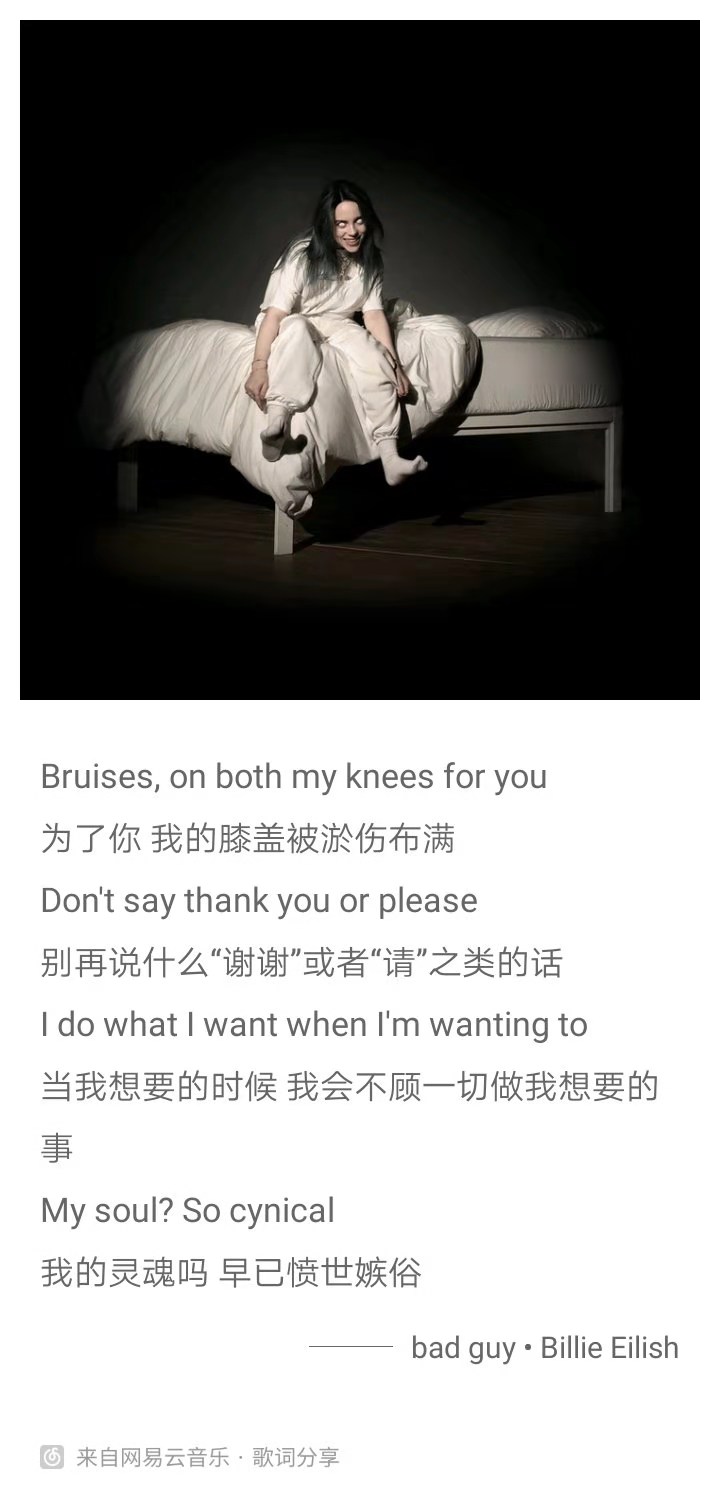 Bruises, on both my knees for you
为了你 我的膝盖被淤伤布满
Don't say thank you or please
别再说什么“谢谢”或者“请”之类的话
I do what I want when I'm wanting to
当我想要的时候 我会不顾一切做我想要的
事
My soul? So cynical
我的灵魂吗 早已愤世嫉俗
—— bad guy • Billie Eilish
来自网易云音乐 · 歌词分享